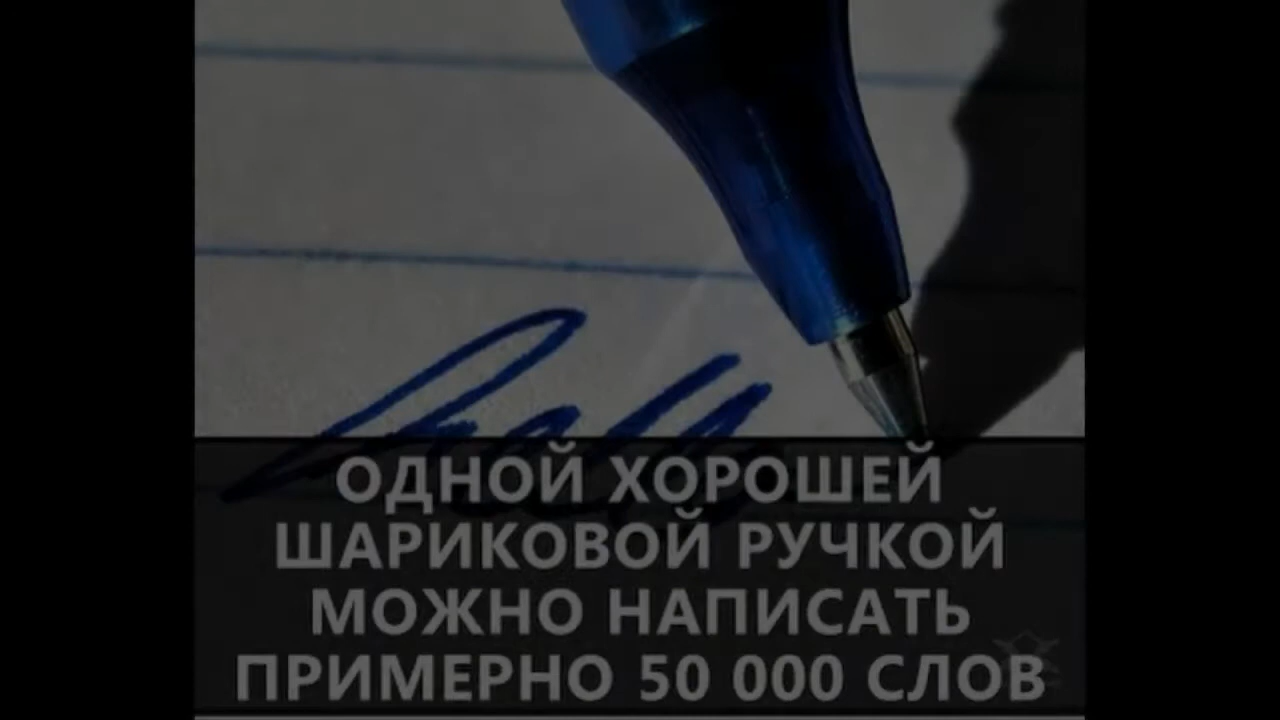 ОДНОЙ ХОРОШЕЙ
ШАРИКОВОЙ РУЧКОЙ
МОЖНО НАПИСАТЬ
ПРИМЕРНО 50 000 СЛОВ